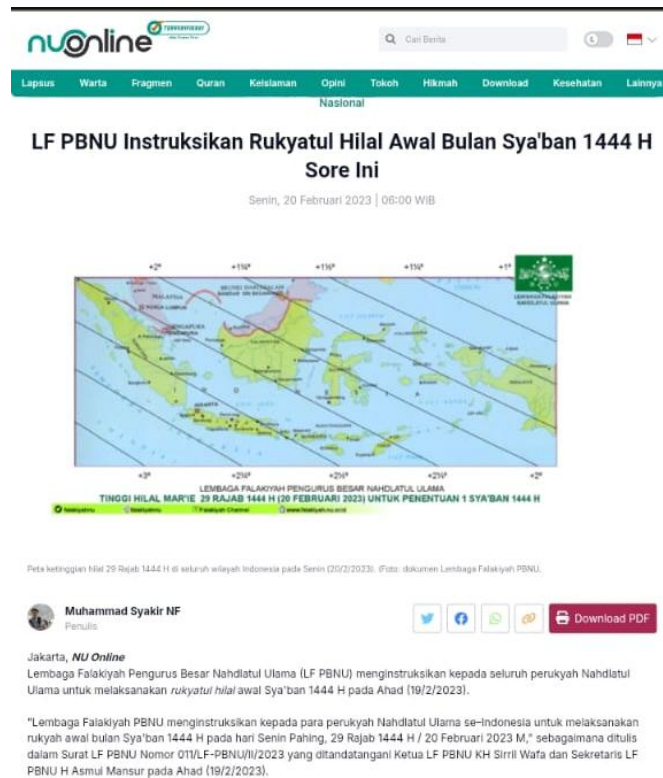 nuonline
Cari Berita
Lapsus Warta Fragmen Quran Keislaman Opini Tokoh Hikmah Download Kesehatan Lainnya
Nasional
LF PBNU Instruksikan Rukyatul Hilal Awal Bulan Sya'ban 1444 H
Sore Ini
Senin, 20 Februari 2023 | 06:00 WIB
+2° +1¾° +1½° +1¼° +1°
MALAYSIA
JAKARTA
+3° +2¾° +2½° +2¼° +2°
LEMBAGA FALAKIYAH PENGURUS BESAR NAHDLATUL ULAMA
TINGGI HILAL MAR'IE 29 RAJAB 1444 H (20 FEBRUARI 2023) UNTUK PENENTUAN 1 SYA'BAN 1444 H
Peta ketinggian hilal 29 Rajab 1444 H di seluruh wilayah Indonesia pada Senin (20/2/2023). (Foto: dokumen Lembaga Falakiyah PBNU.
Muhammad Syakir NF
Penulis
Download PDF
Jakarta, NU Online
Lembaga Falakiyah Pengurus Besar Nahdlatul Ulama (LF PBNU) menginstruksikan kepada seluruh perukyah Nahdlatul
Ulama untuk melaksanakan rukyatul hilal awal Sya'ban 1444 H pada Ahad (19/2/2023).
"Lembaga Falakiyah PBNU menginstruksikan kepada para perukyah Nahdlatul Ulama se-Indonesia untuk melaksanakan
rukyah awal bulan Sya'ban 1444 H pada hari Senin Pahing, 29 Rajab 1444 H / 20 Februari 2023 M," sebagaimana ditulis
dalam Surat LF PBNU Nomor 011/LF-PBNU/II/2023 yang ditandatangani Ketua LF PBNU KH Sirril Wafa dan Sekretaris LF
PBNU H Asmui Mansur pada Ahad (19/2/2023).